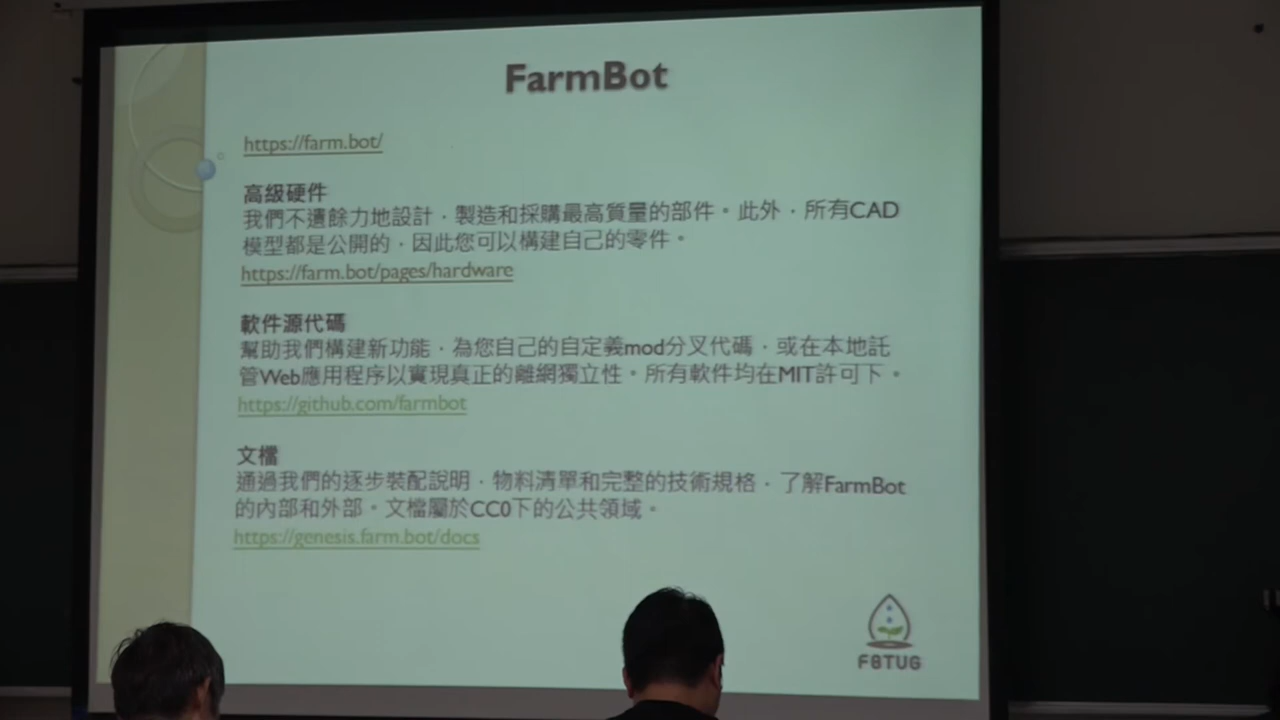 FarmBot
https://farm.bot/
高級硬件
我們不遺餘力地設計，製造和採購最高質量的部件。此外，所有CAD
模型都是公開的，因此您可以構建自己的零件。
https://farm.bot/pages/hardware
軟件源代碼
幫助我們構建新功能，為您自己的自定義mod分叉代碼，或在本地託
管Web應用程序以實現真正的離網獨立性。所有軟件均在MIT許可下。
https://github.com/farmbot
文檔
通過我們的逐步裝配說明，物料清單和完整的技術規格，了解FarmBot
的內部和外部。文檔屬於CC0下的公共領域。
https://genesis.farm.bot/docs
FBTUG